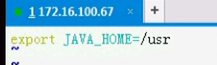 1 172.16.100.67 × +
export JAVA_HOME=/usr
~
~